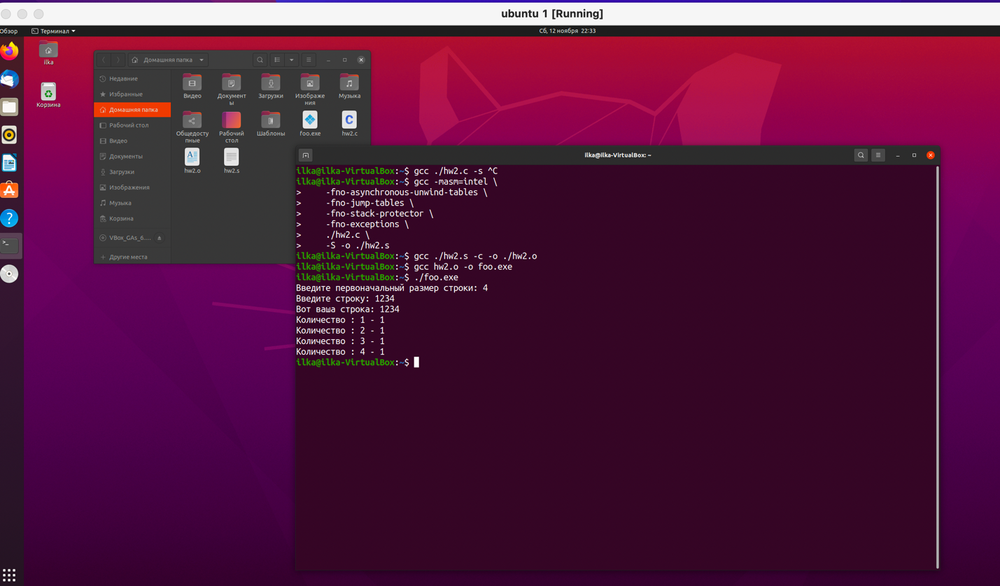 ubuntu 1 [Running]
Обзор
Терминал
Сб, 12 ноября 22:33
ilka
Корзина
Домашняя папка
Недавние
Избранные
Домашняя папка
Рабочий стол
Видео
Документы
Загрузки
Изображения
Музыка
Корзина
VBox_GAs_6....
Другие места
Видео
Документ
ы
Загрузки
Изображе
ния
Музыка
Общедосту
пные
Рабочий
стол
Шаблоны
foo.exe
hw2.c
hw2.o
hw2.s
ilka@ilka-VirtualBox: ~
ilka@ilka-VirtualBox:~$ gcc ./hw2.c -s ^C
ilka@ilka-VirtualBox:~$ gcc -masm=intel \
>     -fno-asynchronous-unwind-tables \
>     -fno-jump-tables \
>     -fno-stack-protector \
>     -fno-exceptions \
>     ./hw2.c \
>     -S -o ./hw2.s
ilka@ilka-VirtualBox:~$ gcc ./hw2.s -c -o ./hw2.o
ilka@ilka-VirtualBox:~$ gcc hw2.o -o foo.exe
ilka@ilka-VirtualBox:~$ ./foo.exe
Введите первоначальный размер строки: 4
Введите строку: 1234
Вот ваша строка: 1234
Количество : 1 - 1
Количество : 2 - 1
Количество : 3 - 1
Количество : 4 - 1
ilka@ilka-VirtualBox:~$